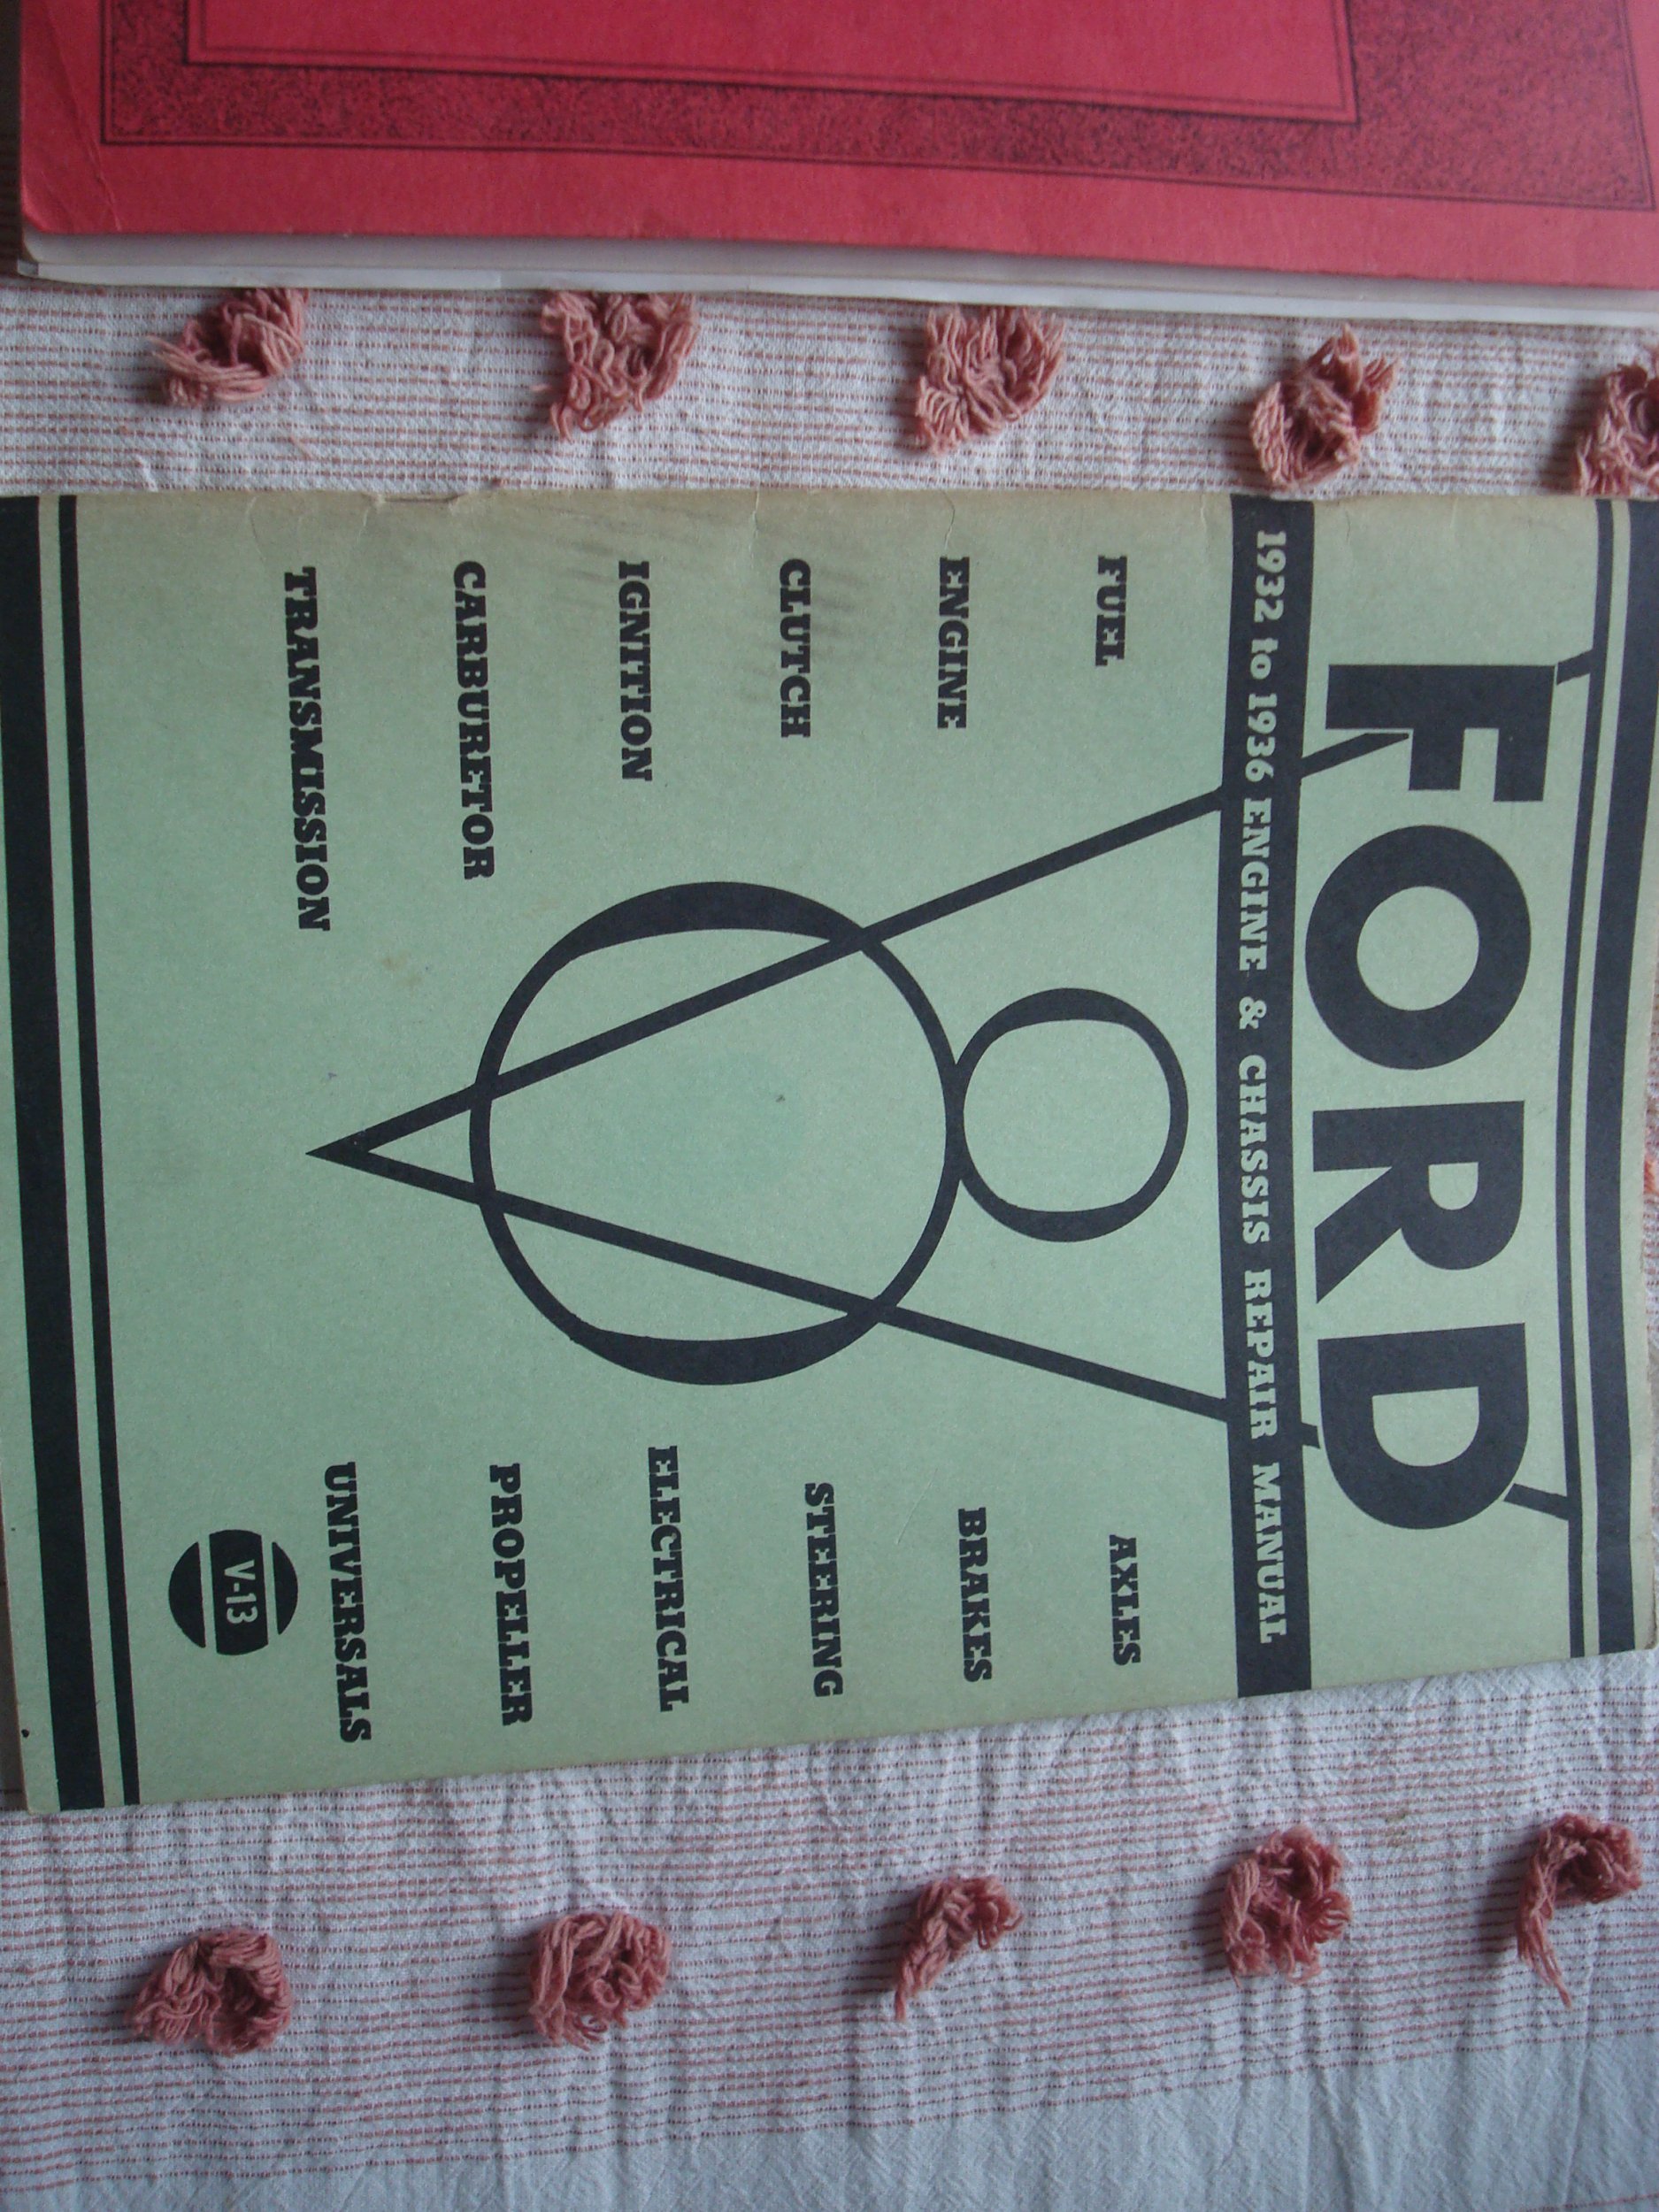 FORD
1932 to 1936 ENGINE & CHASSIS REPAIR MANUAL
V8
FUEL
ENGINE
CLUTCH
IGNITION
CARBURETOR
TRANSMISSION
AXLES
BRAKES
STEERING
ELECTRICAL
PROPELLER
UNIVERSALS
V-13